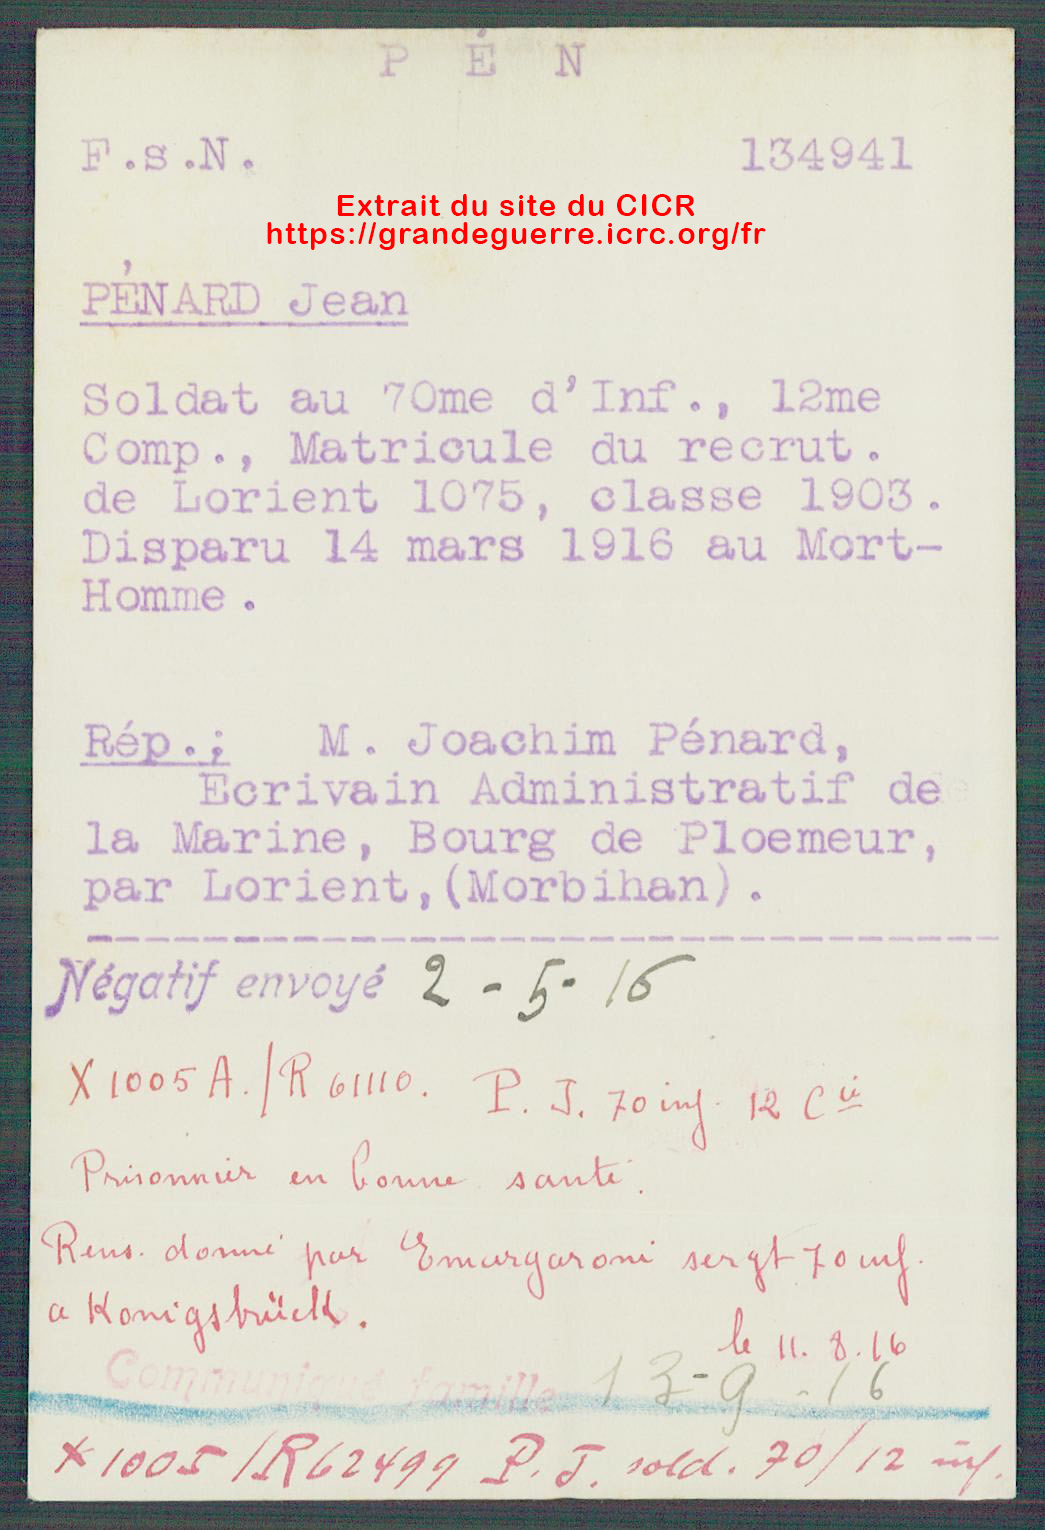 P É N
F.s.N. 134941
Extrait du site du CICR
https://grandeguerre.icrc.org/fr
PÉNARD Jean
Soldat au 70me d'Inf., 12me
Comp., Matricule du recrut.
de Lorient 1075, classe 1903.
Disparu 14 mars 1916 au Mort-
Homme.
Rép.; M. Joachim Pénard,
Ecrivain Administratif de
la Marine, Bourg de Ploemeur,
par Lorient,(Morbihan).
Négatif envoyé 2-5-16
X 1005 A./R 61110. P. J. 70 inf. 12 Cie
Prisonnier en bonne santé.
Rens. donné par Emargaroni sergt 70 inf.
a Konigsbrück.
le 11.8.16
Communiqué famille 13-9-16
X 1005/R62499 P. J. sold. 70/12 inf.